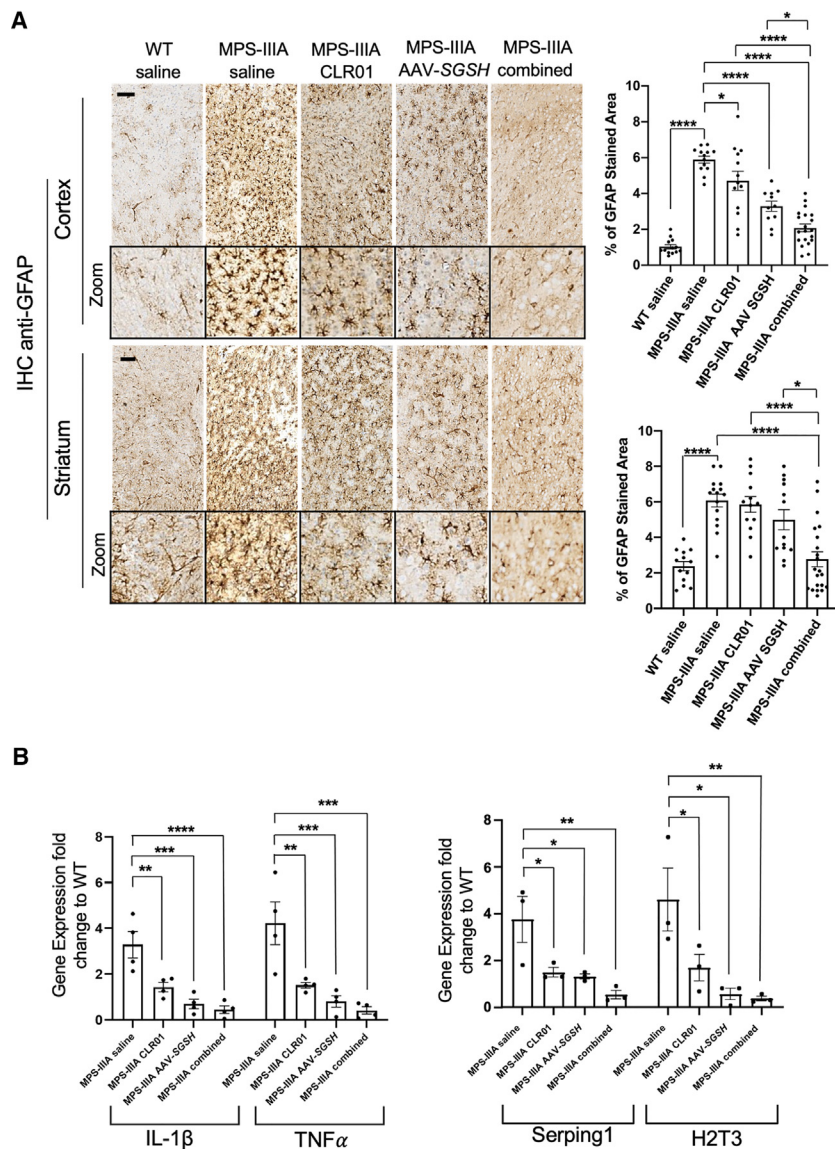 A
WT saline
MPS-IIIA saline
MPS-IIIA CLR01
MPS-IIIA AAV-SGSH
MPS-IIIA combined
IHC anti-GFAP
Cortex
Zoom
Striatum
Zoom
% of GFAP Stained Area
10
8
6
4
2
0
****
*
****
****
****
*
WT saline
MPS-IIIA saline
MPS-IIIA CLR01
MPS-IIIA AAV SGSH
MPS-IIIA combined
% of GFAP Stained Area
10
8
6
4
2
0
****
****
****
*
WT saline
MPS-IIIA saline
MPS-IIIA CLR01
MPS-IIIA AAV SGSH
MPS-IIIA combined
B
Gene Expression fold
change to WT
8
6
4
2
0
**
***
****
**
***
***
MPS-IIIA saline
MPS-IIIA CLR01
MPS-IIIA AAV-SGSH
MPS-IIIA combined
MPS-IIIA saline
MPS-IIIA CLR01
MPS-IIIA AAV-SGSH
MPS-IIIA combined
IL-1β
TNFα
Gene Expression fold
change to WT
8
6
4
2
0
*
*
**
*
*
**
MPS-IIIA saline
MPS-IIIA CLR01
MPS-IIIA AAV-SGSH
MPS-IIIA combined
MPS-IIIA saline
MPS-IIIA CLR01
MPS-IIIA AAV-SGSH
MPS-IIIA combined
Serping1
H2T3